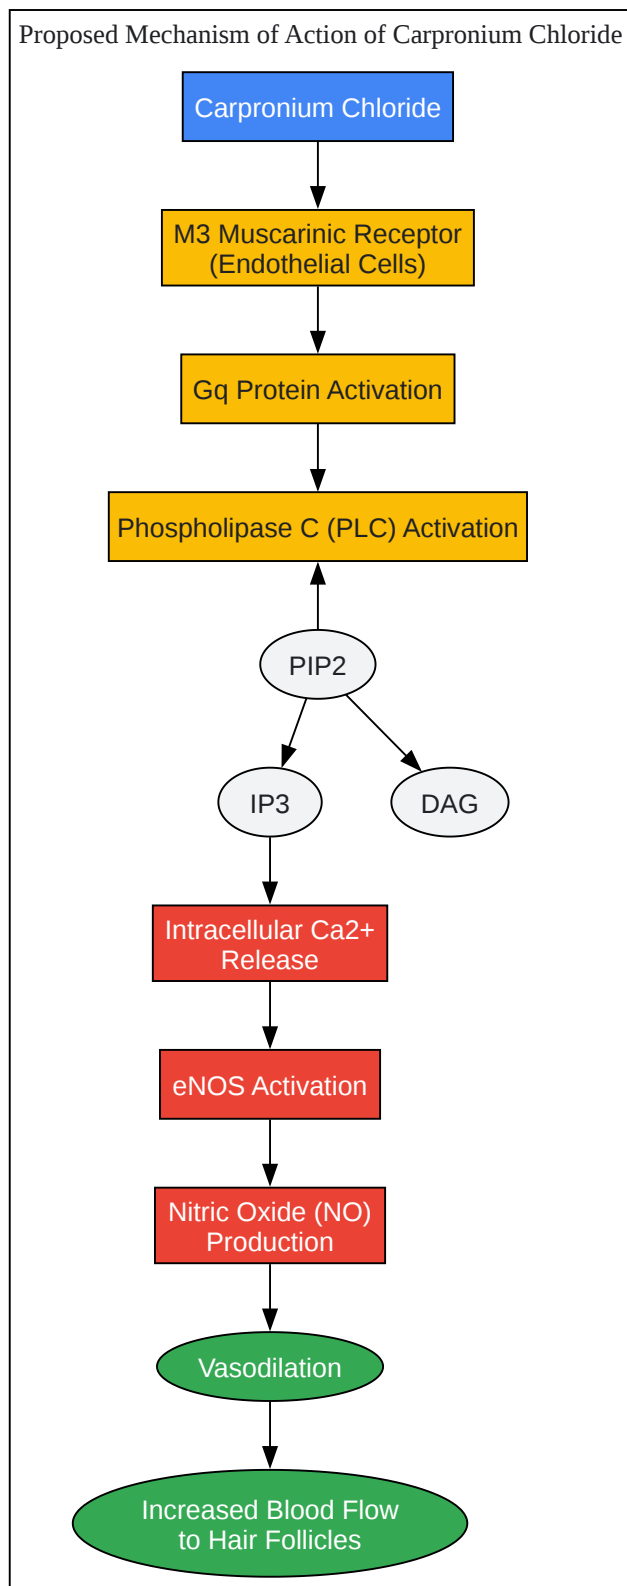 Proposed Mechanism of Action of Carpronium Chloride
Carpronium Chloride
M3 Muscarinic Receptor
(Endothelial Cells)
Gq Protein Activation
Phospholipase C (PLC) Activation
PIP2
IP3
DAG
Intracellular Ca2+
Release
eNOS Activation
Nitric Oxide (NO)
Production
Vasodilation
Increased Blood Flow
to Hair Follicles